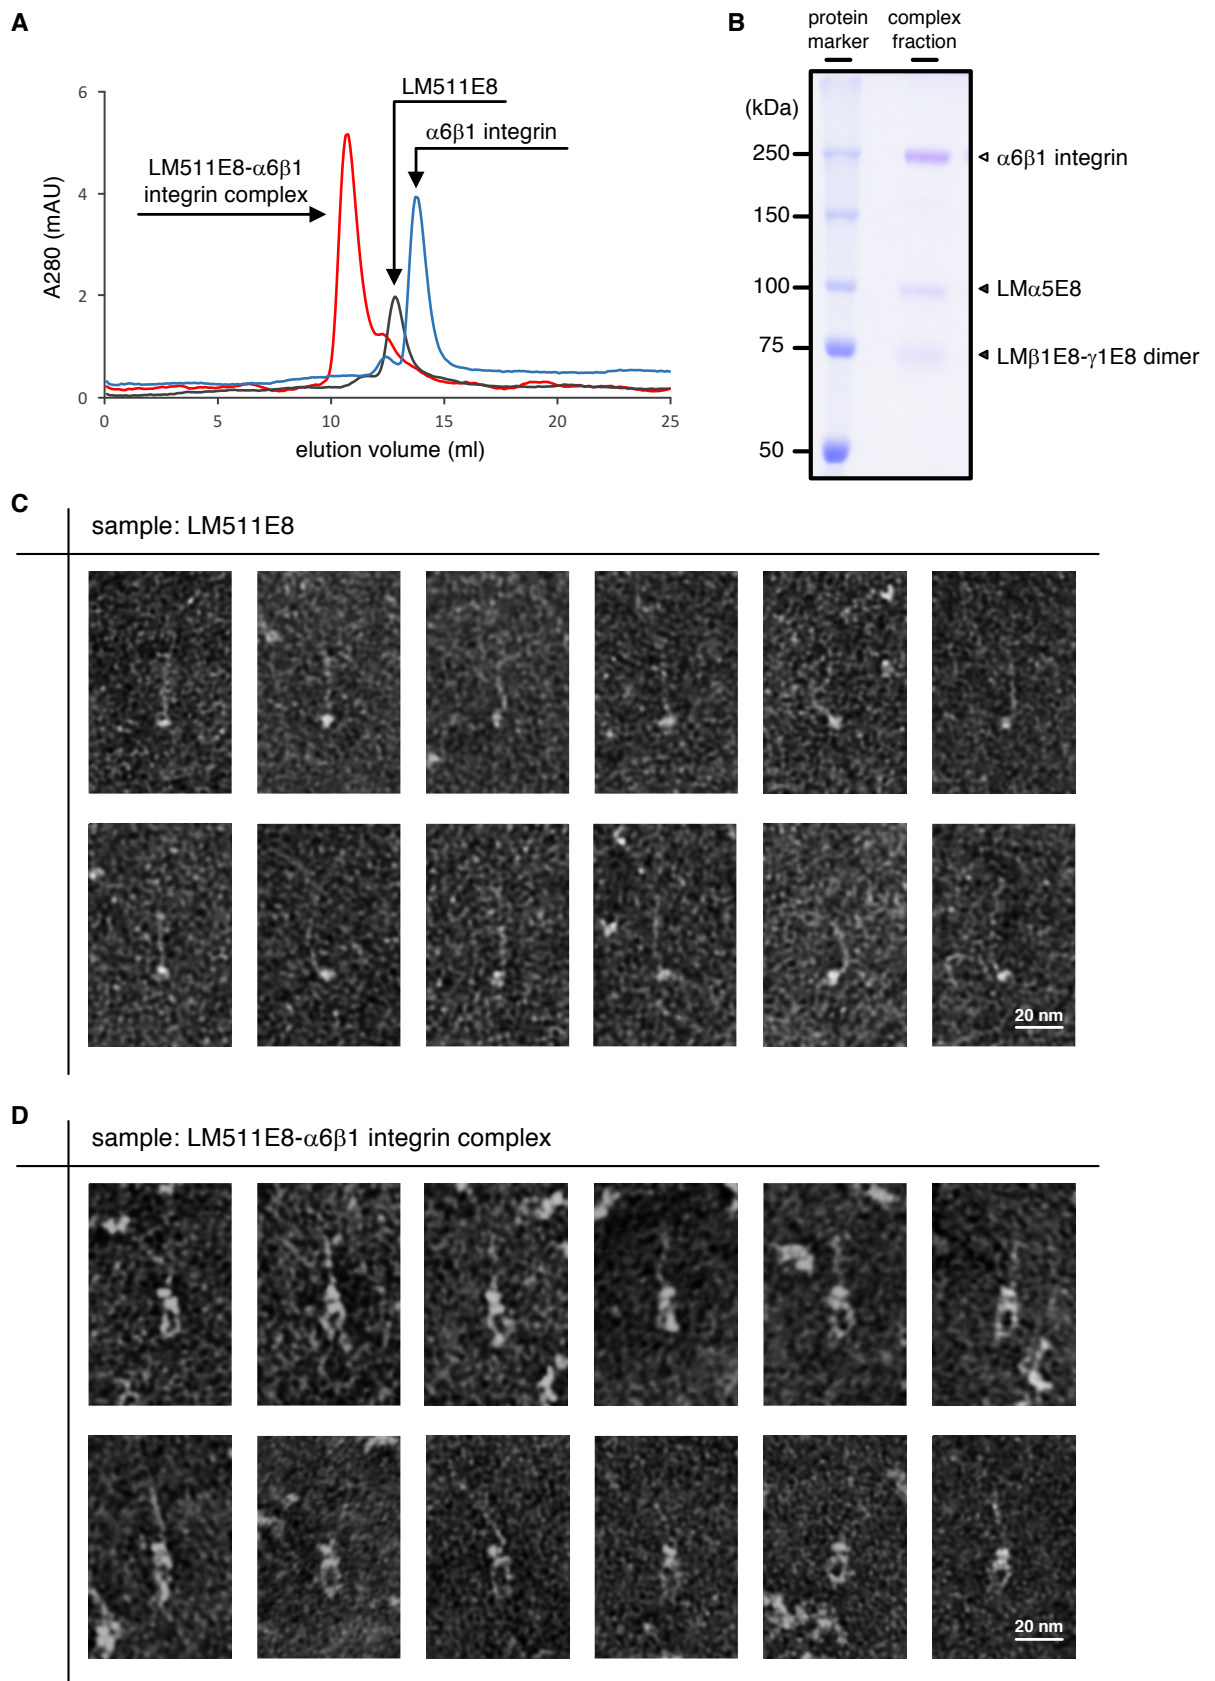 A
LM511E8
α6β1 integrin
LM511E8-α6β1
integrin complex
A280 (mAU)
6
4
2
0
0
5
10
15
20
25
elution volume (ml)
B
protein
marker
complex
fraction
(kDa)
250
150
100
75
50
α6β1 integrin
LMα5E8
LMβ1E8-γ1E8 dimer
C
sample: LM511E8
20 nm
D
sample: LM511E8-α6β1 integrin complex
20 nm